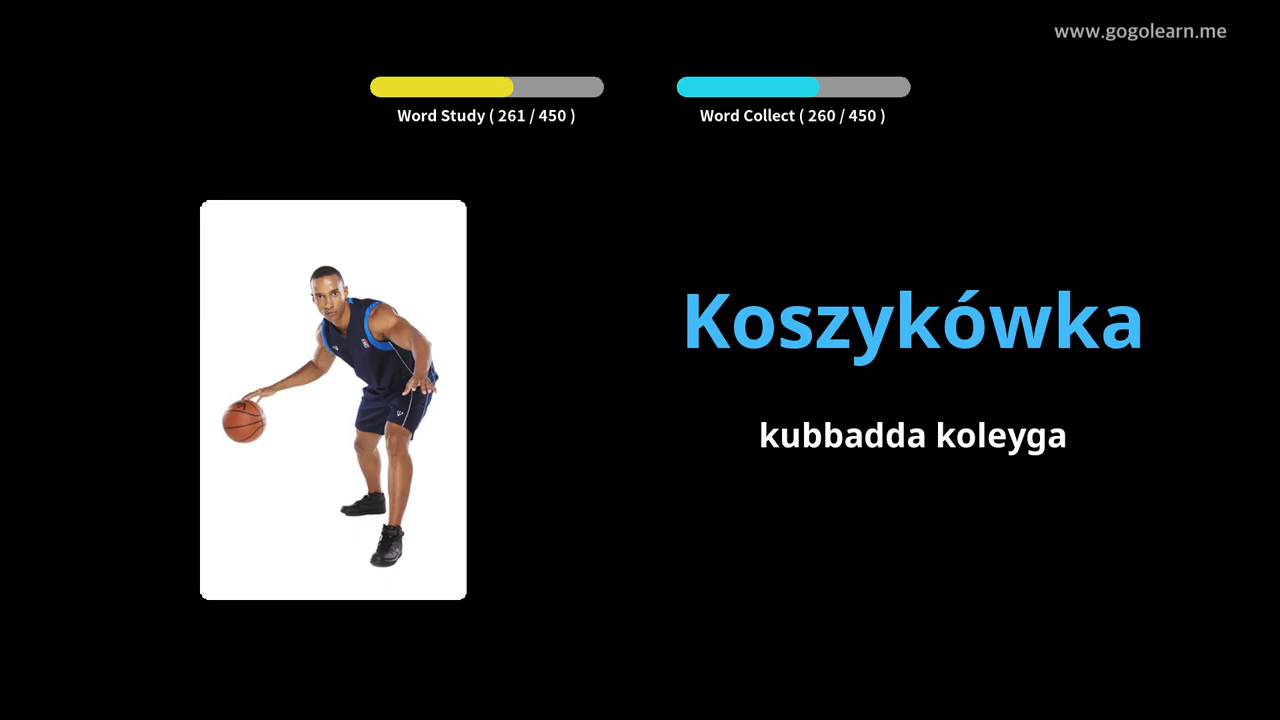 www.gogolearn.me
Word Study ( 261 / 450 )
Word Collect ( 260 / 450 )
Koszykówka
kubbadda koleyga